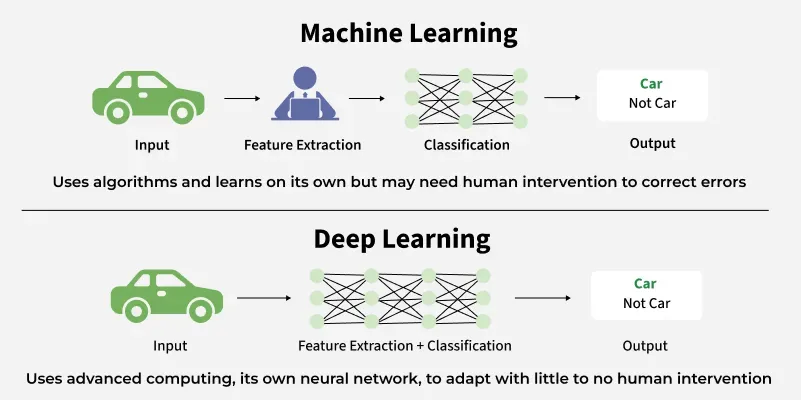 Machine Learning
Input
Feature Extraction
Classification
Car
Not Car
Output
Uses algorithms and learns on its own but may need human intervention to correct errors
Deep Learning
Input
Feature Extraction + Classification
Car
Not Car
Output
Uses advanced computing, its own neural network, to adapt with little to no human intervention